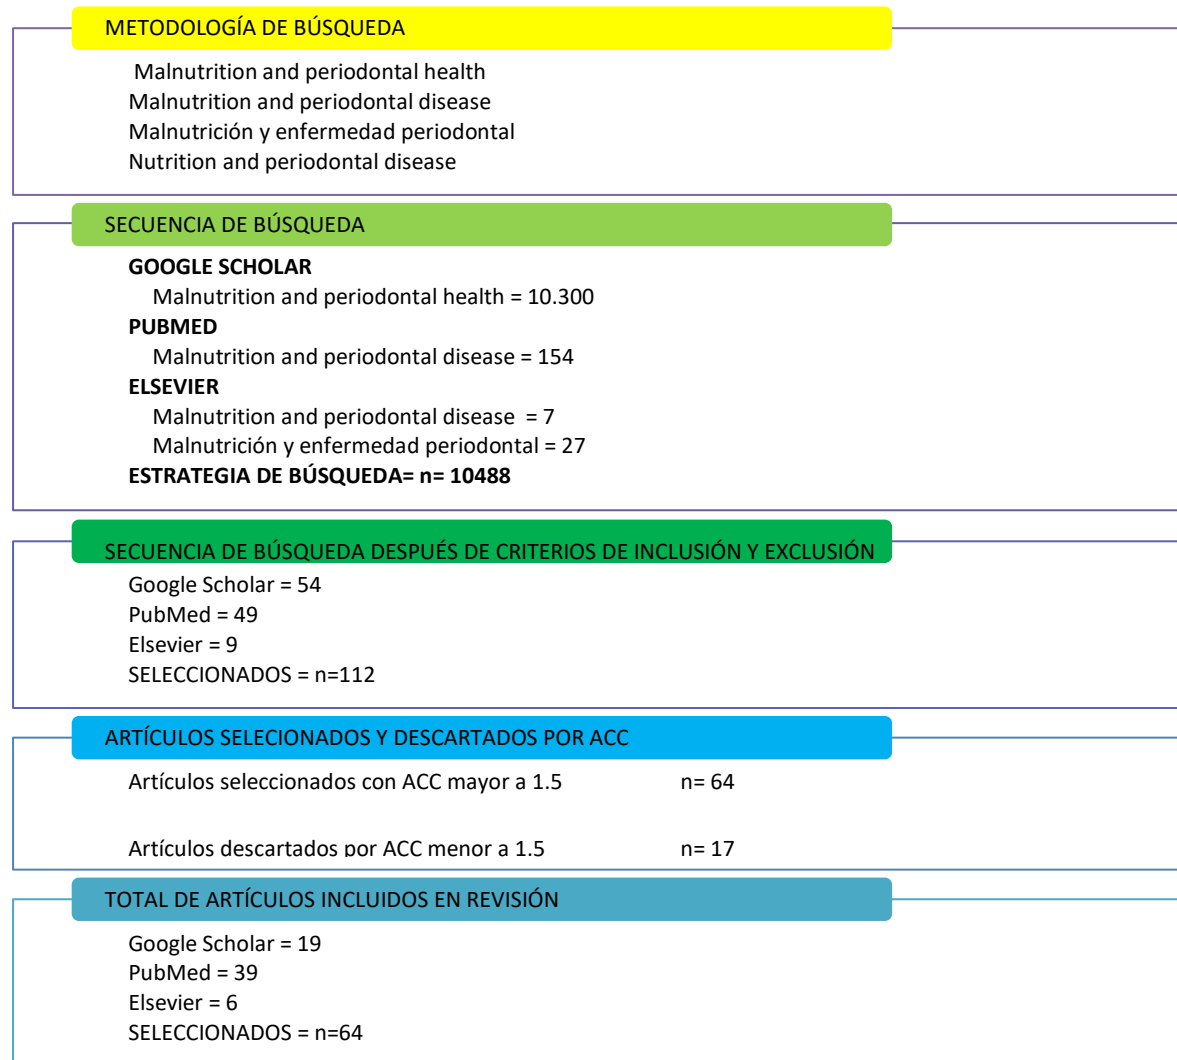 METODOLOGÍA DE BÚSQUEDA
Malnutrition and periodontal health
Malnutrition and periodontal disease
Malnutrición y enfermedad periodontal
Nutrition and periodontal disease
SECUENCIA DE BÚSQUEDA
GOOGLE SCHOLAR
Malnutrition and periodontal health = 10.300
PUBMED
Malnutrition and periodontal disease = 154
ELSEVIER
Malnutrition and periodontal disease = 7
Malnutrición y enfermedad periodontal = 27
ESTRATEGIA DE BÚSQUEDA= n= 10488
SECUENCIA DE BÚSQUEDA DESPUÉS DE CRITERIOS DE INCLUSIÓN Y EXCLUSIÓN
Google Scholar = 54
PubMed = 49
Elsevier = 9
SELECCIONADOS = n=112
ARTÍCULOS SELECIONADOS Y DESCARTADOS POR ACC
Artículos seleccionados con ACC mayor a 1.5 n= 64
Artículos descartados por ACC menor a 1.5 n= 17
TOTAL DE ARTÍCULOS INCLUIDOS EN REVISIÓN
Google Scholar = 19
PubMed = 39
Elsevier = 6
SELECCIONADOS = n=64